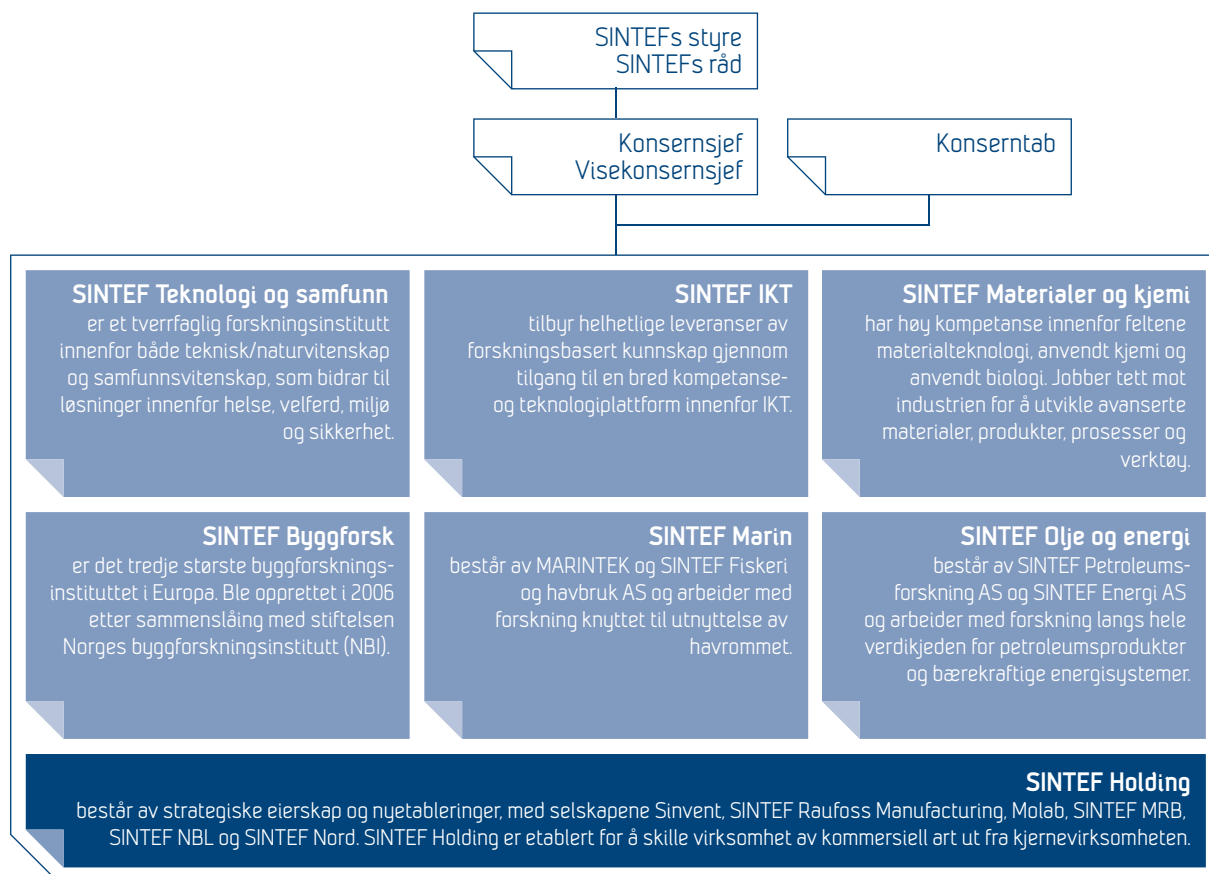 SINTEFs styre
SINTEFs råd
Konsernsjef
Visekonsernsjef
Konserntab
SINTEF Teknologi og samfunn
er et tverrfaglig forskningsinstitutt
innenfor både teknisk/naturvitenskap
og samfunnsvitenskap, som bidrar til
løsninger innenfor helse, velferd, miljø
og sikkerhet.
SINTEF IKT
tilbyr helhetlige leveranser av
forskningsbasert kunnskap gjennom
tilgang til en bred kompetanse-
og teknologiplattform innenfor IKT.
SINTEF Materialer og kjemi
har høy kompetanse innenfor feltene
materialteknologi, anvendt kjemi og
anvendt biologi. Jobber tett mot
industrien for å utvikle avanserte
materialer, produkter, prosesser og
verktøy.
SINTEF Byggforsk
er det tredje største byggforsknings-
instituttet i Europa. Ble opprettet i 2006
etter sammenslåing med stiftelsen
Norges byggforskningsinstitutt (NBI).
SINTEF Marin
består av MARINTEK og SINTEF Fiskeri
og havbruk AS og arbeider med
forskning knyttet til utnyttelse av
havrommet.
SINTEF Olje og energi
består av SINTEF Petroleums-
forskning AS og SINTEF Energi AS
og arbeider med forskning langs hele
verdikjeden for petroleumsprodukter
og bærekraftige energisystemer.
SINTEF Holding
består av strategiske eierskap og nyetableringer, med selskapene Sinvent, SINTEF Raufoss Manufacturing, Molab, SINTEF MRB,
SINTEF NBL og SINTEF Nord. SINTEF Holding er etablert for å skille virksomhet av kommersiell art ut fra kjernevirksomheten.